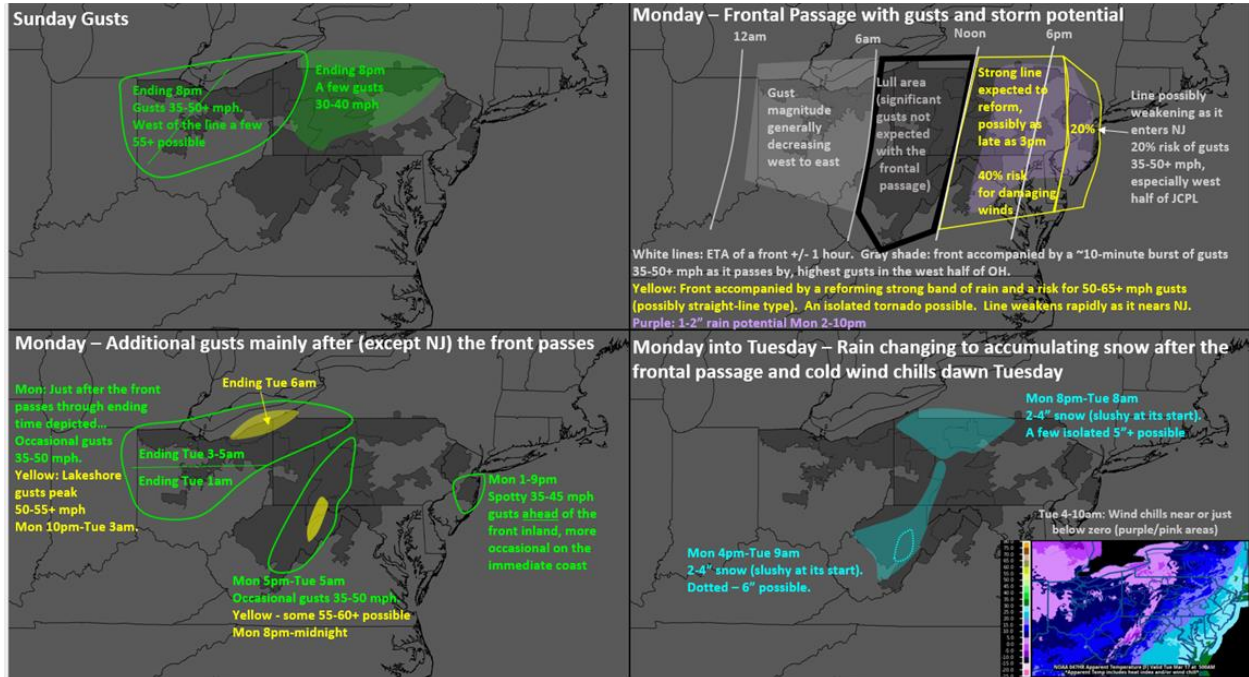 Sunday Gusts
Ending 8pm
Gusts 35-50+ mph.
West of the line a few
55+ possible
Ending 8pm
A few gusts
30-40 mph
Monday – Frontal Passage with gusts and storm potential
12am
6am
Noon
6pm
Gust
magnitude
generally
decreasing
west to east
Lull area
(significant
gusts not
expected
with the
frontal
passage)
Strong line
expected to
reform,
possibly as
late as 3pm
40% risk
for damaging
winds
20%
Line possibly
weakening as it
enters NJ
20% risk of gusts
35-50+ mph,
especially west
half of JCPL
White lines: ETA of a front +/- 1 hour. Gray shade: front accompanied by a ~10-minute burst of gusts
35-50+ mph as it passes by, highest gusts in the west half of OH.
Yellow: Front accompanied by a reforming strong band of rain and a risk for 50-65+ mph gusts
(possibly straight-line type). An isolated tornado possible. Line weakens rapidly as it nears NJ.
Purple: 1-2” rain potential Mon 2-10pm
Monday – Additional gusts mainly after (except NJ) the front passes
Mon: Just after the front
passes through ending
time depicted...
Occasional gusts
35-50 mph.
Yellow: Lakeshore
gusts peak
50-55+ mph
Mon 10pm-Tue 3am.
Ending Tue 6am
Ending Tue 3-5am
Ending Tue 1am
Mon 1-9pm
Spotty 35-45 mph
gusts ahead of the
front inland, more
occasional on the
immediate coast
Mon 5pm-Tue 5am
Occasional gusts 35-50 mph.
Yellow - some 55-60+ possible
Mon 8pm-midnight
Monday into Tuesday – Rain changing to accumulating snow after the
frontal passage and cold wind chills dawn Tuesday
Mon 8pm-Tue 8am
2-4” snow (slushy at its start).
A few isolated 5”+ possible
Mon 4pm-Tue 9am
2-4” snow (slushy at its start).
Dotted – 6” possible.
Tue 4-10am: Wind chills near or just
below zero (purple/pink areas)
*Apparent Temp includes heat index and/or wind chill*